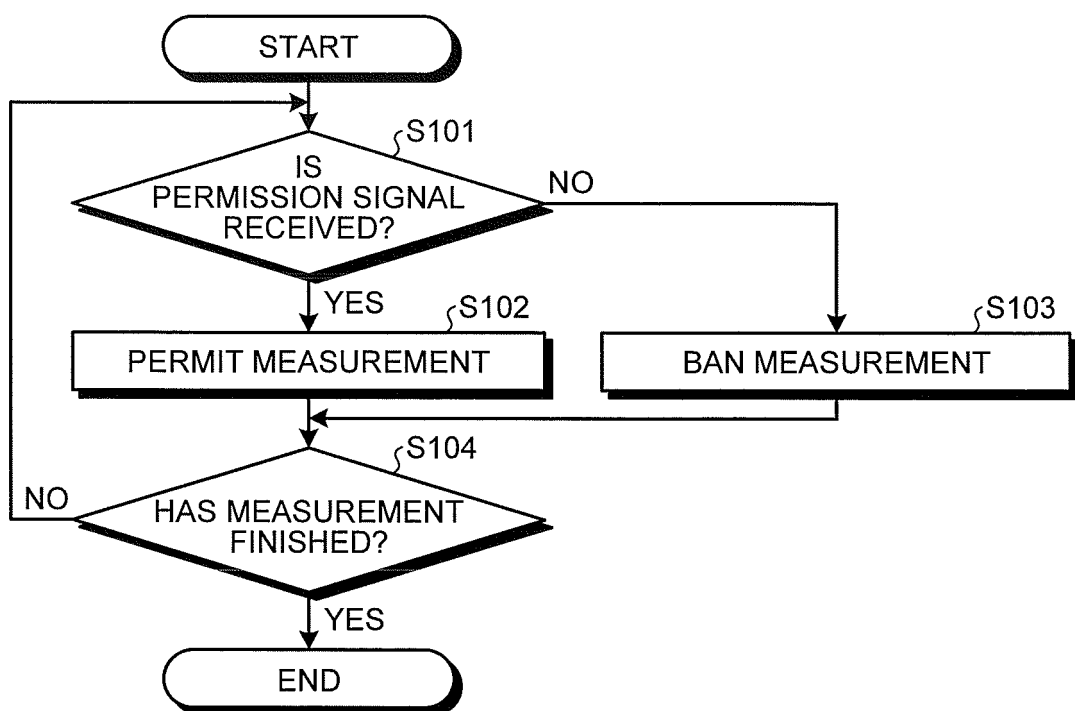 START
S101
IS
PERMISSION SIGNAL
RECEIVED?
NO
YES
S102
PERMIT MEASUREMENT
S103
BAN MEASUREMENT
S104
NO
HAS MEASUREMENT
FINISHED?
YES
END